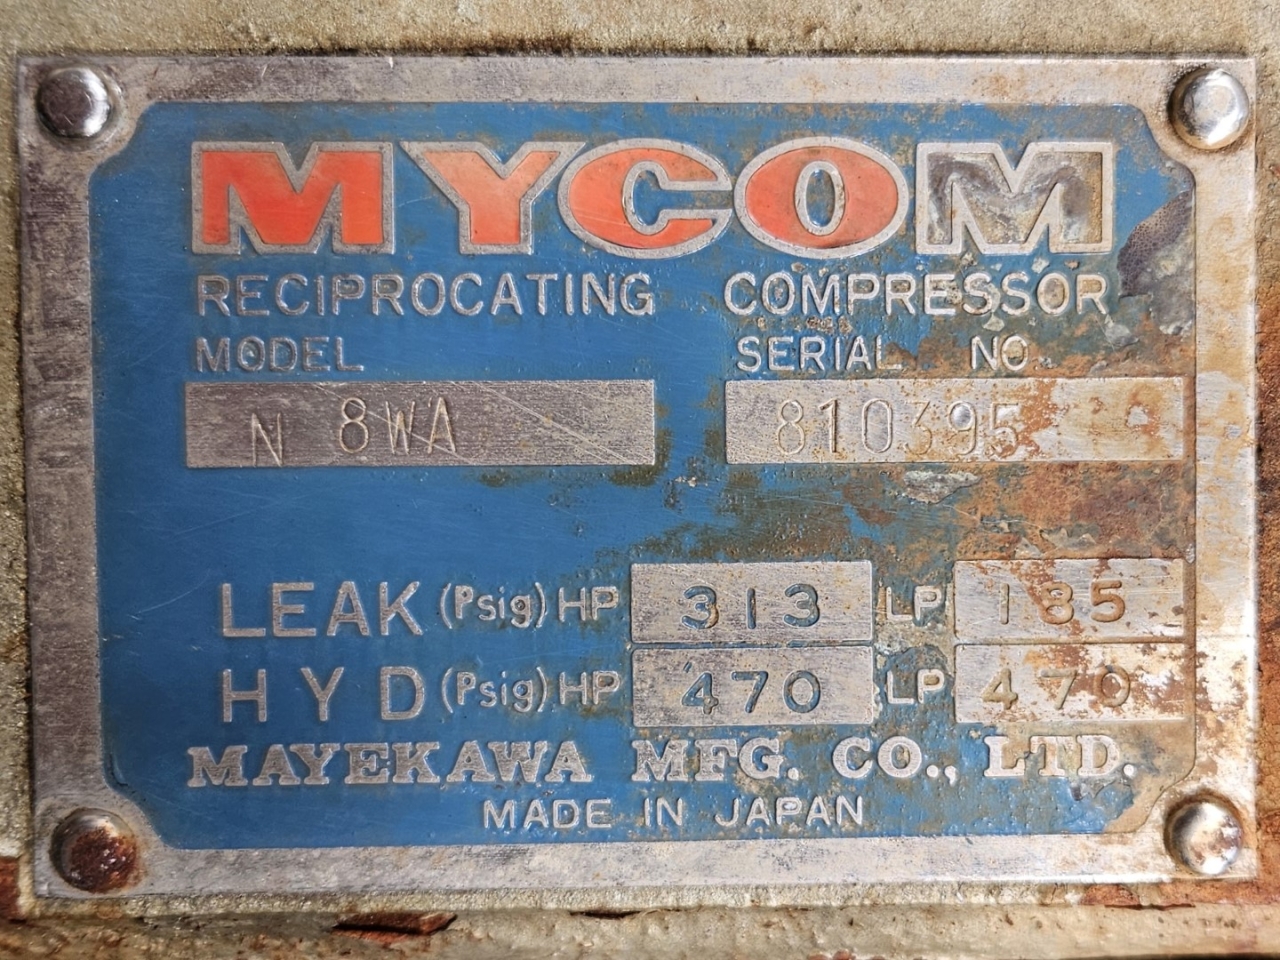 MYCOM
RECIPROCATING COMPRESSOR
MODEL SERIAL NO
N 8WA 810395
LEAK (Psig) HP 313 LP 185
HYD (Psig) HP 470 LP 470
MAYEKAWA MFG. CO., LTD.
MADE IN JAPAN